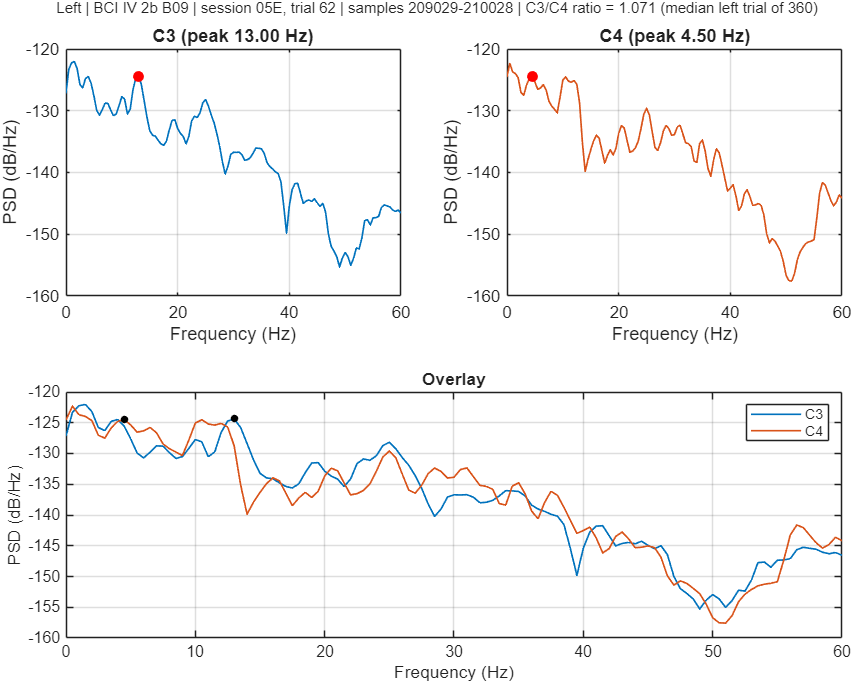 Left | BCI IV 2b B09 | session 05E, trial 62 | samples 209029-210028 | C3/C4 ratio = 1.071 (median left trial of 360)
C3 (peak 13.00 Hz)
-120
-130
-140
-150
-160
PSD (dB/Hz)
0 20 40 60
Frequency (Hz)
C4 (peak 4.50 Hz)
-120
-130
-140
-150
-160
PSD (dB/Hz)
0 20 40 60
Frequency (Hz)
Overlay
-120
-125
-130
-135
-140
-145
-150
-155
-160
PSD (dB/Hz)
C3
C4
0 10 20 30 40 50 60
Frequency (Hz)